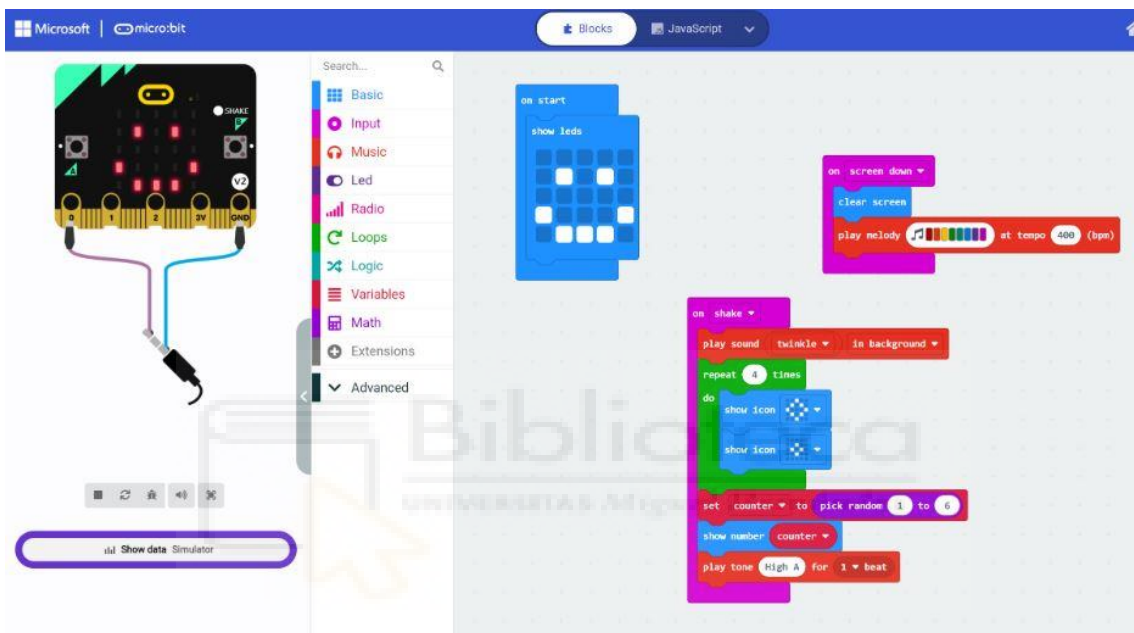 Microsoft | micro:bit
Blocks
JavaScript
SHAKE
B
A
V2
0 1 2 3V GND
Show data Simulator
Search...
Basic
Input
Music
Led
Radio
Loops
Logic
Variables
Math
Extensions
Advanced
on start
show leds
on screen down
clear screen
play melody at tempo 400 (bpm)
on shake
play sound twinkle in background
repeat 4 times
do
show icon
show icon
set counter to pick random 1 to 6
show number counter
play tone High A for 1 beat
Biblioteca
UNIVERSITAS Miguel